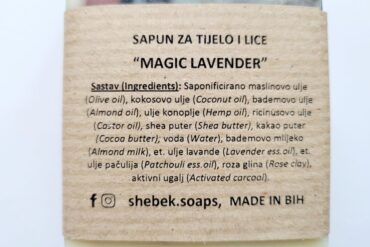 SAPUN ZA TIJELO I LICE
"MAGIC LAVENDER"
Sastav (Ingredients): Saponificirano maslinovo ulje
(Olive oil), kokosovo ulje (Coconut oil), bademovo ulje
(Almond oil), ulje konoplje (Hemp oil), ricinusovo ulje
(Castor oil), shea puter (Shea butter), kakao puter
(Cocoa butter); voda (Water), bademovo mlijeko
(Almond milk), et. ulje lavande (Lavender ess.oil), et.
ulje pačulija (Patchouli ess.oil), roza glina (Rose clay),
aktivni ugalj (Activated carcoal).
shebek.soaps, MADE IN BIH